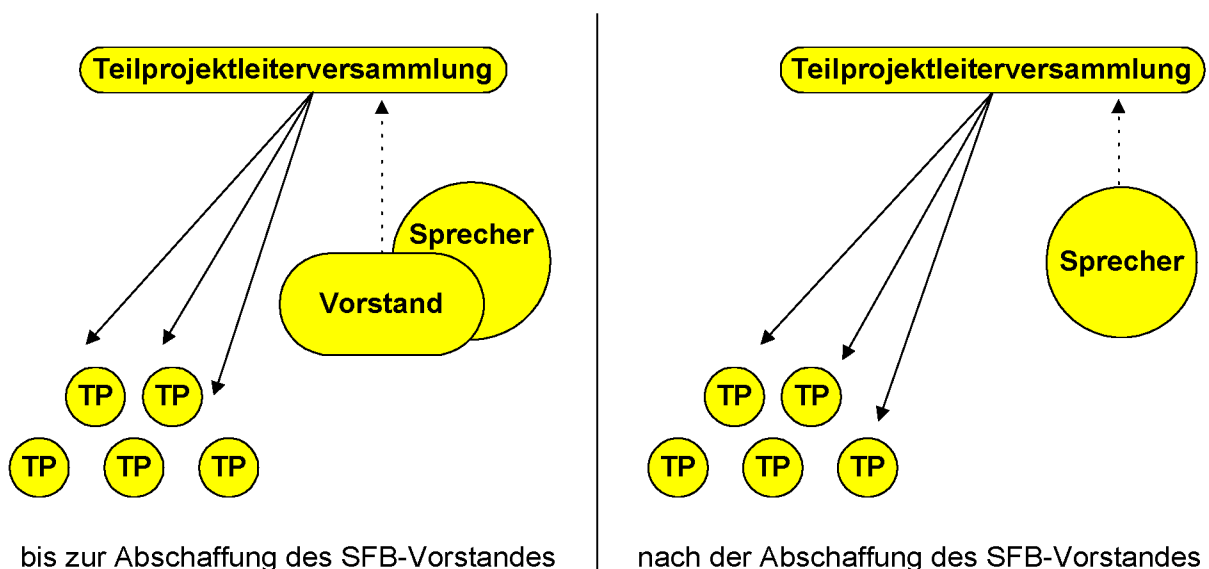 Teilprojektleiterversammlung
Sprecher
Vorstand
TP TP
TP TP TP
bis zur Abschaffung des SFB-Vorstandes
Teilprojektleiterversammlung
Sprecher
TP TP
TP TP TP
nach der Abschaffung des SFB-Vorstandes